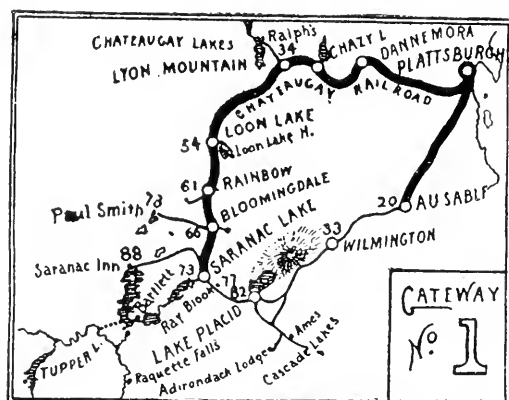 CHATEAUGAY LAKES
Ralph's
34
CHAZY L
DANNEMORA
PLATTSBURGH
LYON MOUNTAIN
CHATEAUGAY RAILROAD
LOON LAKE
Loon Lake H.
54
61
RAINBOW
BLOOMINGDALE
Paul Smith
78
66
20
AU SABLE
33
WILMINGTON
SARANAC LAKE
88
Saranac Inn
73
Bartlett
Ray Brook
77
82
LAKE PLACID
TUPPER L.
Raquette Falls
Adirondack Lodge
Ames
Cascade Lakes
GATEWAY
No 1